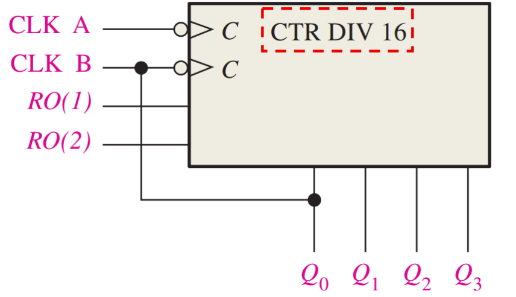 CLK A C CTR DIV 16
CLK B C
RO(1)
RO(2)
Q0 Q1 Q2 Q3